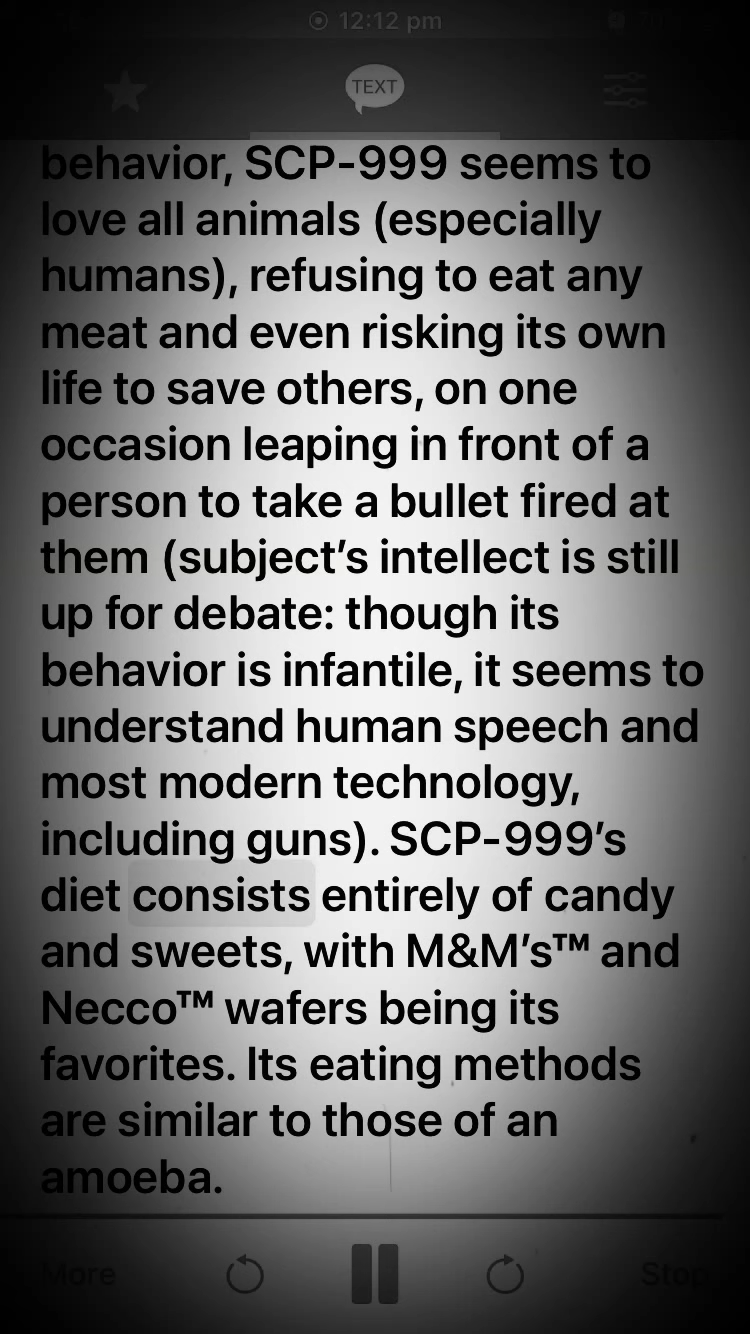 12:12 pm
TEXT
behavior, SCP-999 seems to
love all animals (especially
humans), refusing to eat any
meat and even risking its own
life to save others, on one
occasion leaping in front of a
person to take a bullet fired at
them (subject’s intellect is still
up for debate: though its
behavior is infantile, it seems to
understand human speech and
most modern technology,
including guns). SCP-999’s
diet consists entirely of candy
and sweets, with M&M’s™ and
Necco™ wafers being its
favorites. Its eating methods
are similar to those of an
amoeba.
More
Stop